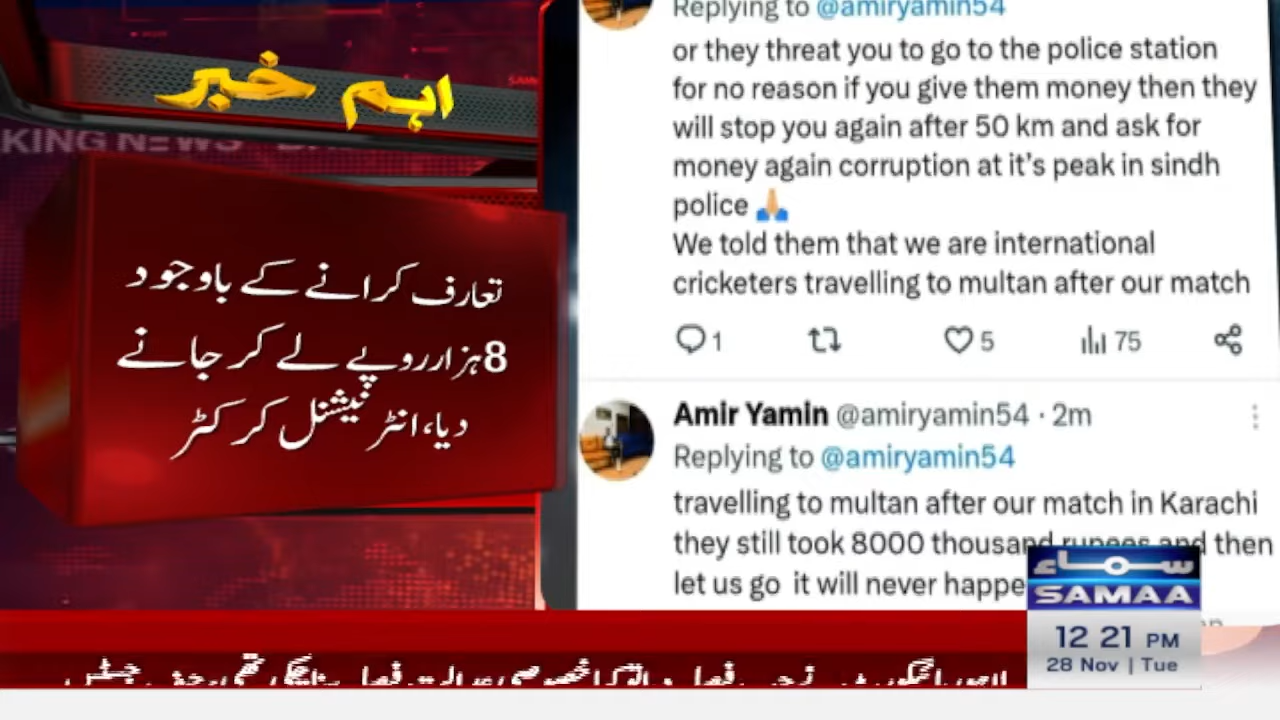 اہم خبر
KING NEWS
تعارف کرانے کے باوجود
8ہزارروپے لے کر جانے
دیا، انٹرنیشنل کرکٹر
Replying to @amiryamin54
or they threat you to go to the police station
for no reason if you give them money then they
will stop you again after 50 km and ask for
money again corruption at it's peak in sindh
police 🙏
We told them that we are international
cricketers travelling to multan after our match
1 5 75
Amir Yamin @amiryamin54 · 2m
Replying to @amiryamin54
travelling to multan after our match in Karachi
they still took 8000 thousand rupees and then
let us go it will never happe
سماء
SAMAA
12 21 PM
28 Nov | Tue